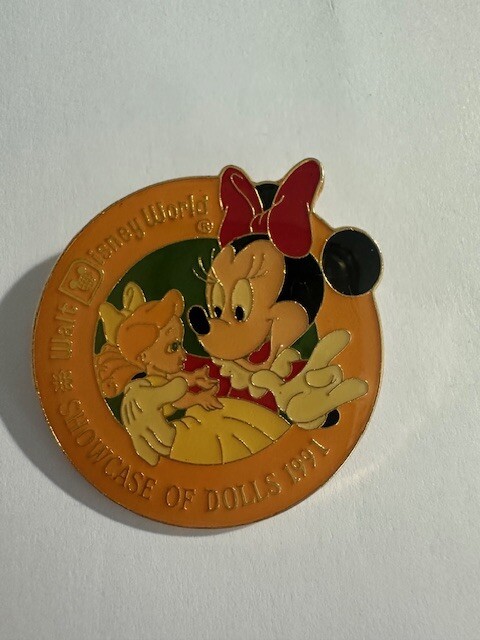 Walt Disney World ®
SHOWCASE OF DOLLS 1991